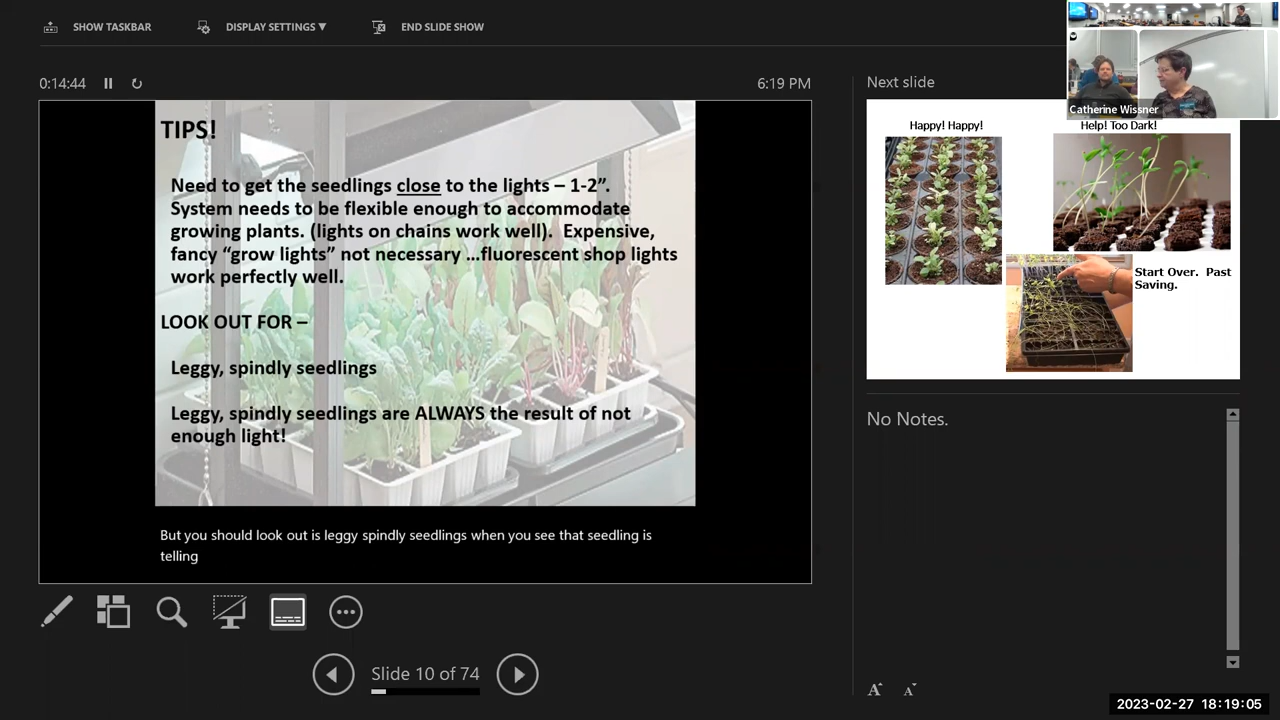 SHOW TASKBAR
DISPLAY SETTINGS ▼
END SLIDE SHOW
0:14:44
6:19 PM
TIPS!
Need to get the seedlings close to the lights – 1-2”.
System needs to be flexible enough to accommodate
growing plants. (lights on chains work well).  Expensive,
fancy “grow lights” not necessary …fluorescent shop lights
work perfectly well.
LOOK OUT FOR –
Leggy, spindly seedlings
Leggy, spindly seedlings are ALWAYS the result of not
enough light!
But you should look out is leggy spindly seedlings when you see that seedling is
telling
Slide 10 of 74
Next slide
Catherine Wissner
Happy! Happy!
Help! Too Dark!
Start Over.  Past
Saving.
No Notes.
A A
2023-02-27 18:19:05